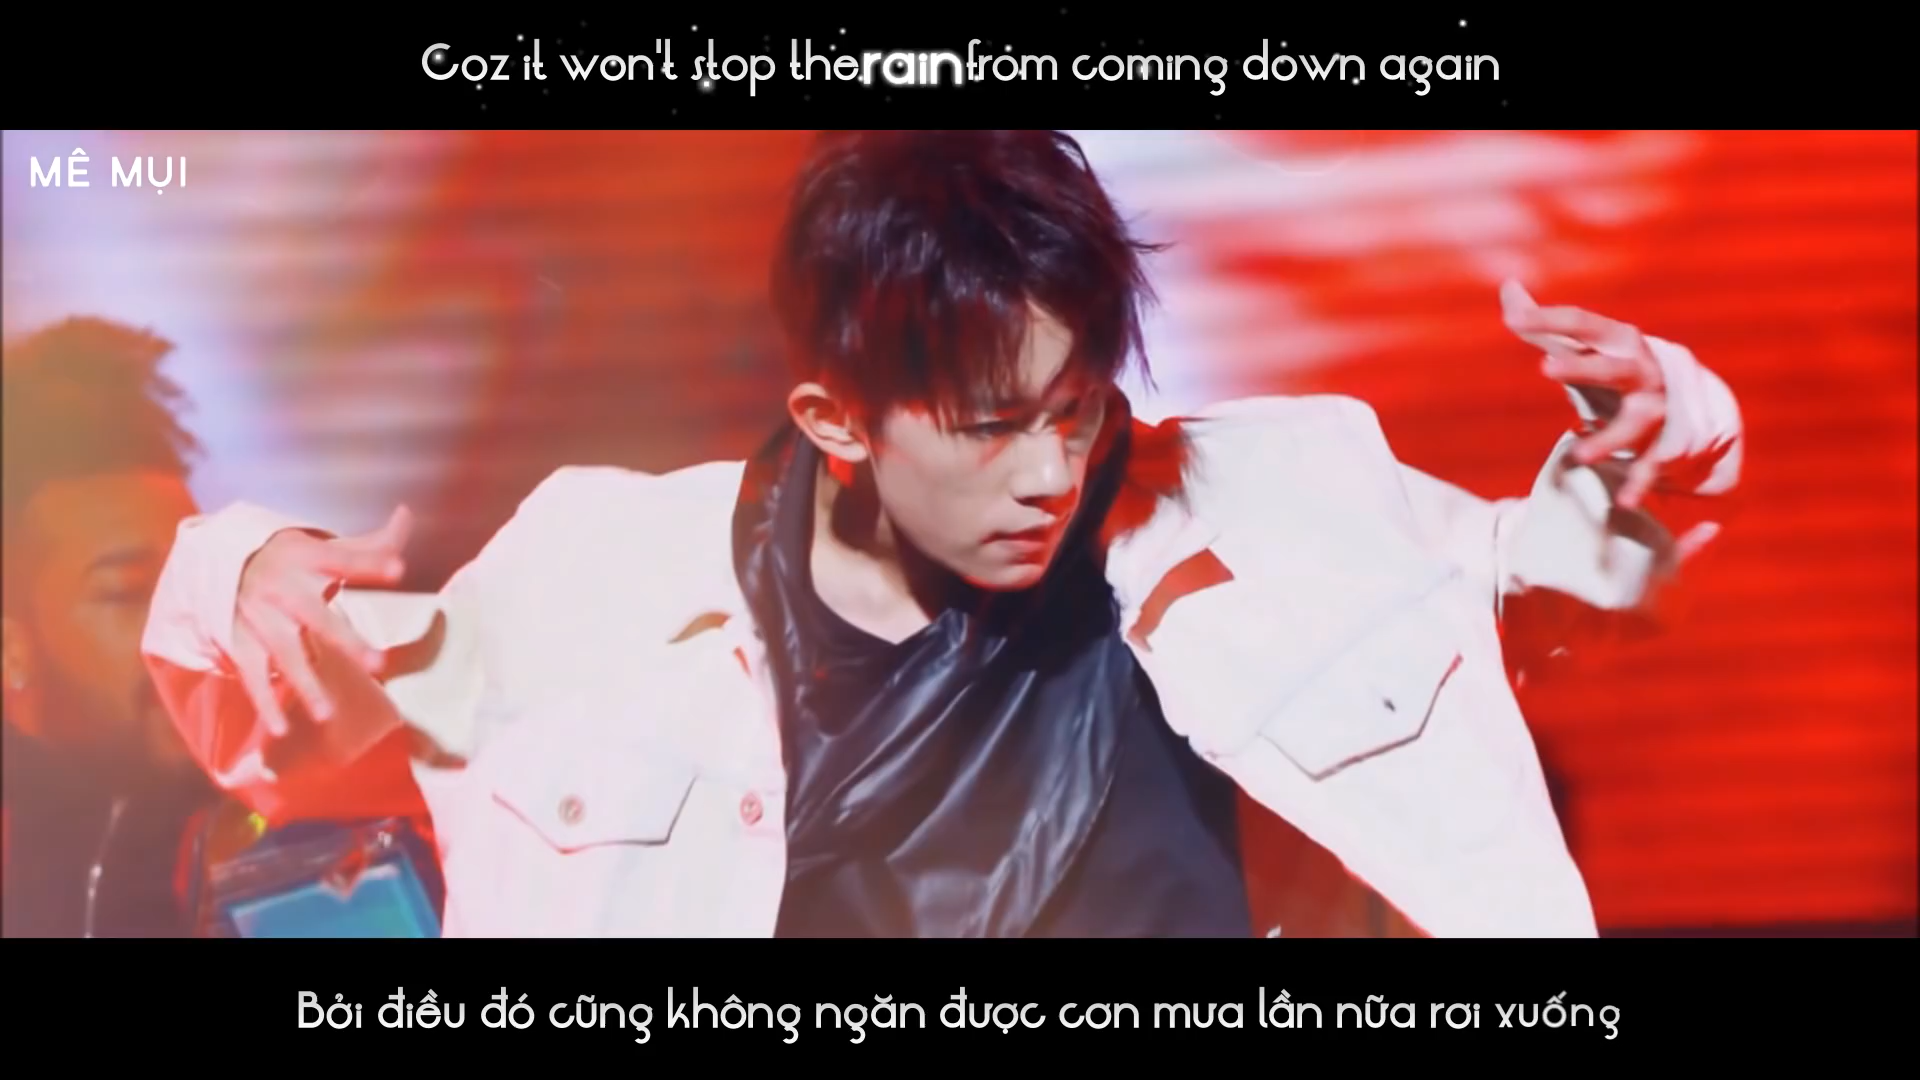 Coz it won't stop the rain from coming down again
MÊ MỤI
Bởi điều đó cũng không ngăn được cơn mưa lần nữa rơi xuống